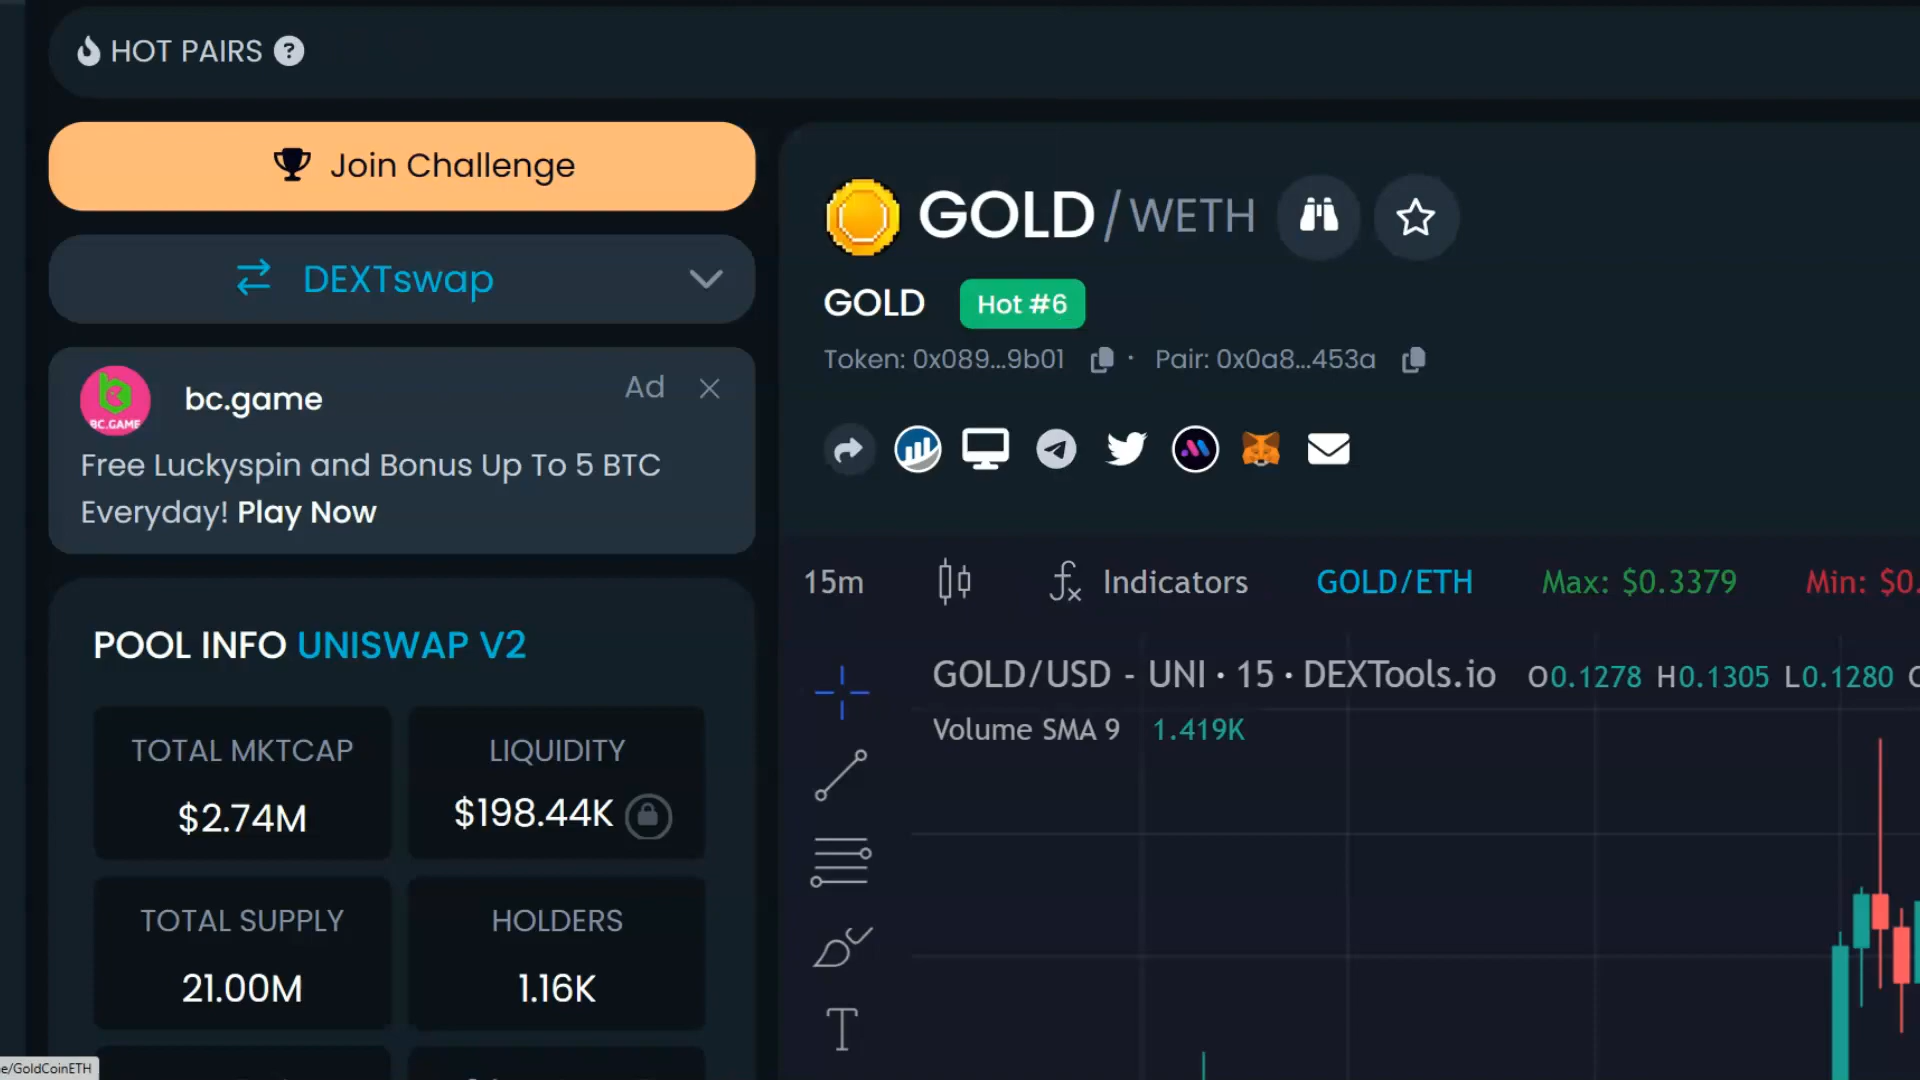 HOT PAIRS ?
Join Challenge
DEXTswap
bc.game
Ad
BC.GAME
Free Luckyspin and Bonus Up To 5 BTC
Everyday! Play Now
POOL INFO UNISWAP V2
TOTAL MKTCAP
$2.74M
LIQUIDITY
$198.44K
TOTAL SUPPLY
21.00M
HOLDERS
1.16K
e/GoldCoinETH
GOLD/WETH
GOLD
Hot #6
Token: 0x089...9b01 · Pair: 0x0a8...453a
15m
Indicators
GOLD/ETH
Max: $0.3379
Min: $0.
GOLD/USD - UNI · 15 · DEXTools.io O0.1278 H0.1305 L0.1280 C
Volume SMA 9 1.419K